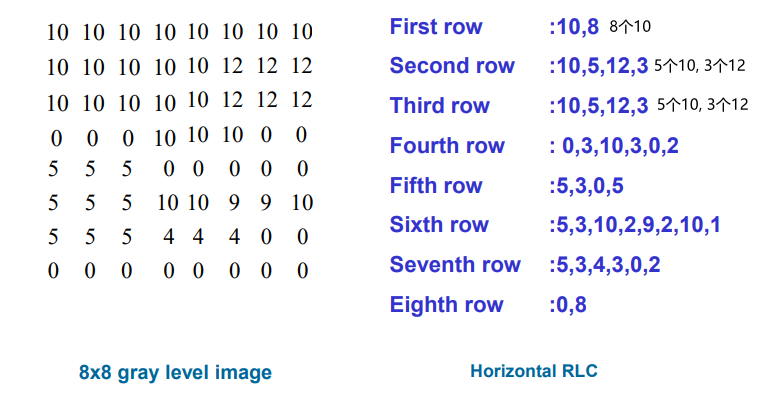 10 10 10 10 10 10 10 10
10 10 10 10 10 12 12 12
10 10 10 10 10 12 12 12
0 0 0 10 10 10 0 0
5 5 5 0 0 0 0 0
5 5 5 10 10 9 9 10
5 5 5 4 4 4 0 0
0 0 0 0 0 0 0 0
8x8 gray level image
First row :10,8 8个10
Second row :10,5,12,3 5个10, 3个12
Third row :10,5,12,3 5个10, 3个12
Fourth row : 0,3,10,3,0,2
Fifth row :5,3,0,5
Sixth row :5,3,10,2,9,2,10,1
Seventh row :5,3,4,3,0,2
Eighth row :0,8
Horizontal RLC